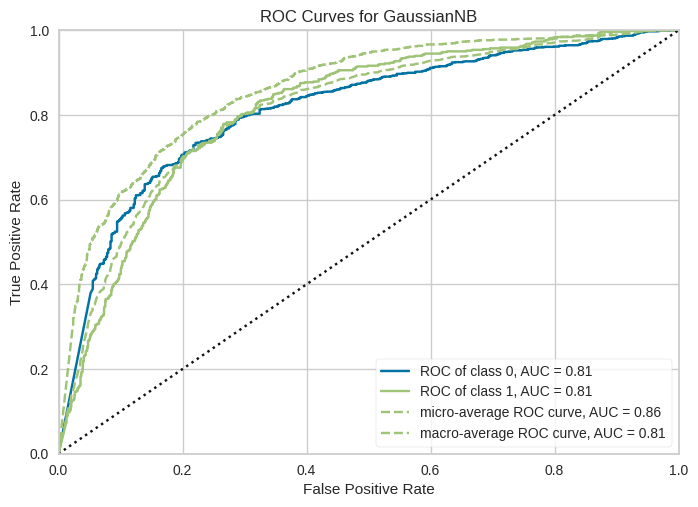 ROC Curves for GaussianNB
True Positive Rate
1.0
0.8
0.6
0.4
0.2
0.0
ROC of class 0, AUC = 0.81
ROC of class 1, AUC = 0.81
micro-average ROC curve, AUC = 0.86
macro-average ROC curve, AUC = 0.81
0.0 0.2 0.4 0.6 0.8 1.0
False Positive Rate